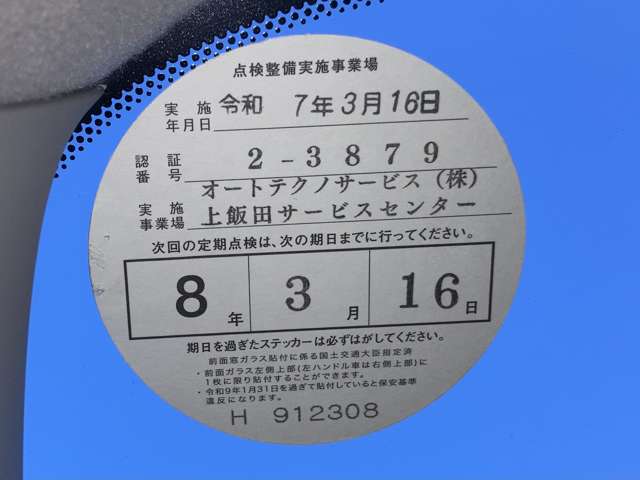 点検整備実施事業場
実施年月日 令和 7年3月16日
認証番号 2-3879
オートテクノサービス(株)
実施事業場 上飯田サービスセンター
次回の定期点検は、次の期日までに行ってください。
8年 3月 16日
期日を過ぎたステッカーは必ずはがしてください。
前面窓ガラス貼付に係る国土交通大臣指定済
・前面ガラス左側上部(左ハンドル車は右側上部)に
1枚に限り貼付することができます。
・令和9年1月31日を過ぎて貼付していると保安基準
違反になります。
H 912308